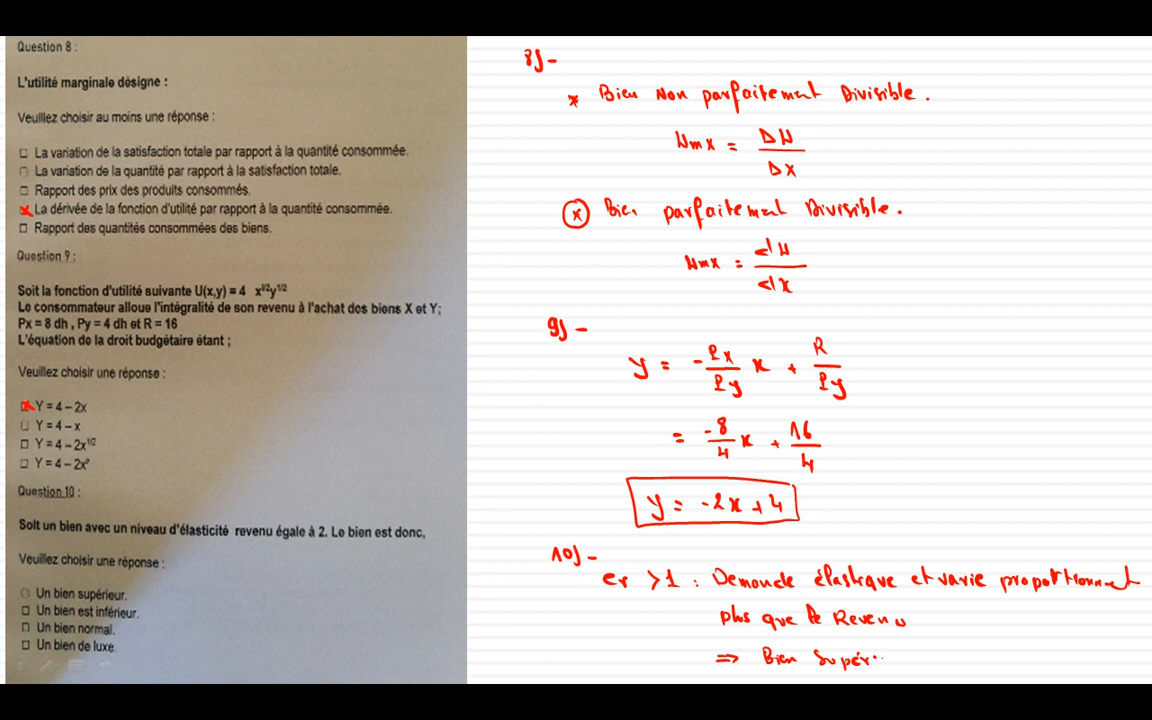 Question 8 :
L'utilité marginale désigne :
Veuillez choisir au moins une réponse :
La variation de la satisfaction totale par rapport à la quantité consommée.
La variation de la quantité par rapport à la satisfaction totale.
Rapport des prix des produits consommés.
La dérivée de la fonction d'utilité par rapport à la quantité consommée.
Rapport des quantités consommées des biens.
Question 9 :
Soit la fonction d'utilité suivante U(x,y) = 4 x^1/2 y^1/2
Le consommateur alloue l'intégralité de son revenu à l'achat des biens X et Y;
Px = 8 dh , Py = 4 dh et R = 16
L'équation de la droit budgétaire étant ;
Veuillez choisir une réponse :
Y = 4 – 2x
Y = 4 – x
Y = 4 – 2x^1/2
Y = 4 – 2x²
Question 10 :
Soit un bien avec un niveau d'élasticité revenu égale à 2. Le bien est donc,
Veuillez choisir une réponse :
Un bien supérieur.
Un bien est inférieur.
Un bien normal.
Un bien de luxe.
8) -
* Bien Non parfaitement Divisible.
Umx = ΔU / Δx
* Bien parfaitement Divisible.
Umx = dU / dx
9) -
y = - Px/Py x + R/Py
= -8/4 x + 16/4
y = -2x + 4
10) -
er > 1 : Demande élastique et varie proportionnet
plus que le Revenu
⇒ Bien Supér.